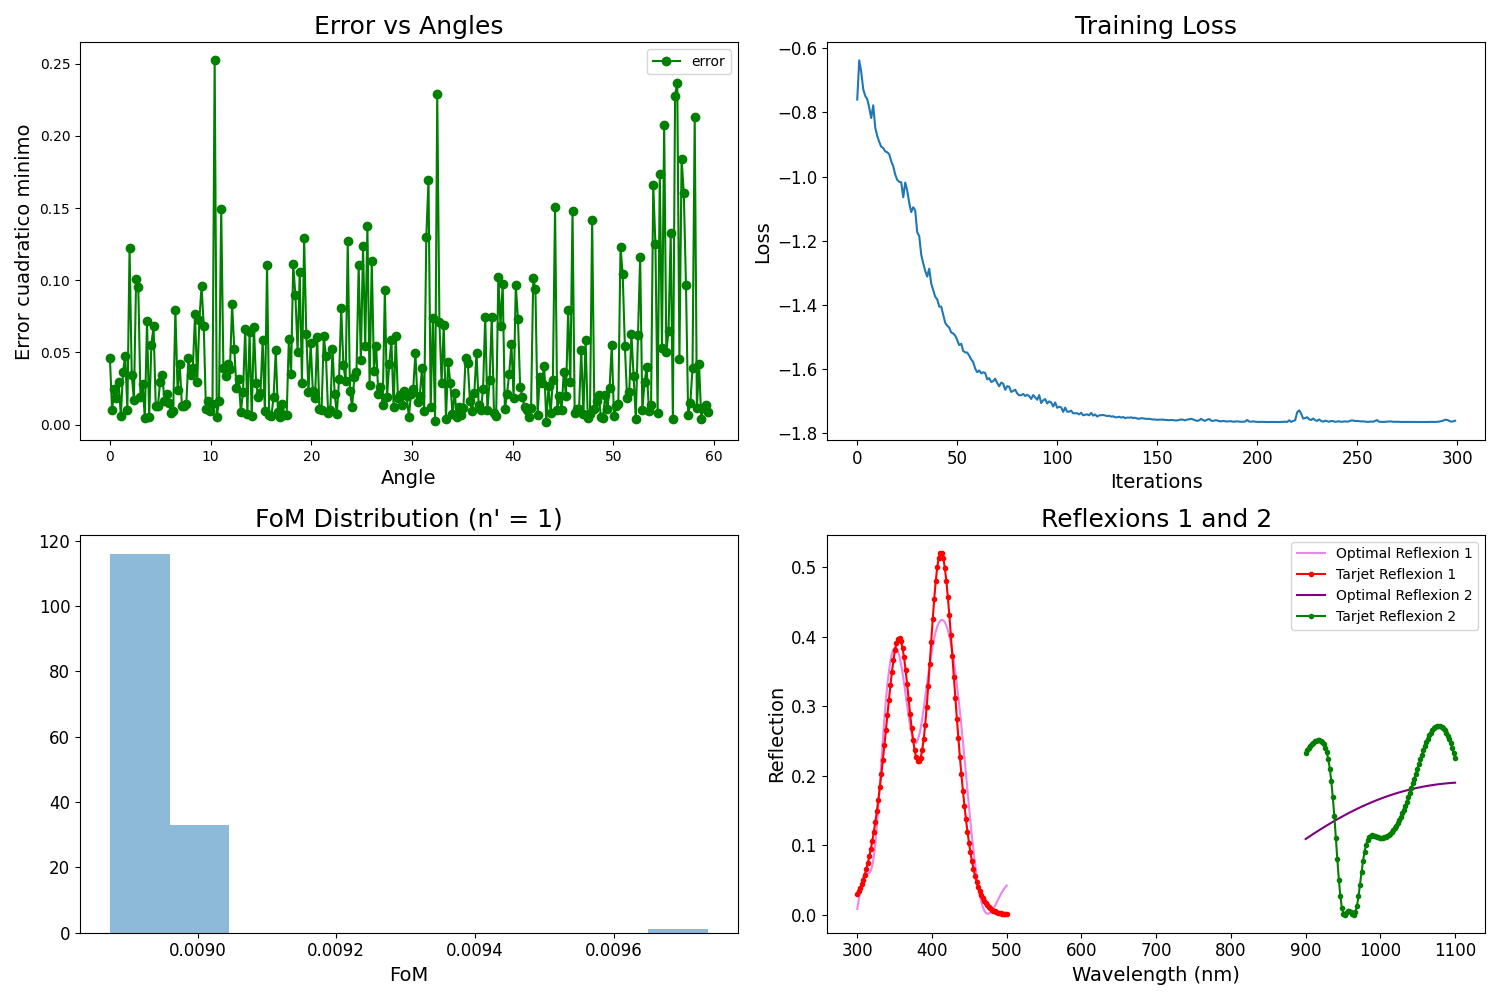 Error vs Angles
Error cuadratico minimo
0.25
0.20
0.15
0.10
0.05
0.00
error
0 10 20 30 40 50 60
Angle
Training Loss
Loss
−0.6
−0.8
−1.0
−1.2
−1.4
−1.6
−1.8
0 50 100 150 200 250 300
Iterations
FoM Distribution (n' = 1)
120
100
80
60
40
20
0
0.0090 0.0092 0.0094 0.0096
FoM
Reflexions 1 and 2
Reflection
0.5
0.4
0.3
0.2
0.1
0.0
Optimal Reflexion 1
Tarjet Reflexion 1
Optimal Reflexion 2
Tarjet Reflexion 2
300 400 500 600 700 800 900 1000 1100
Wavelength (nm)